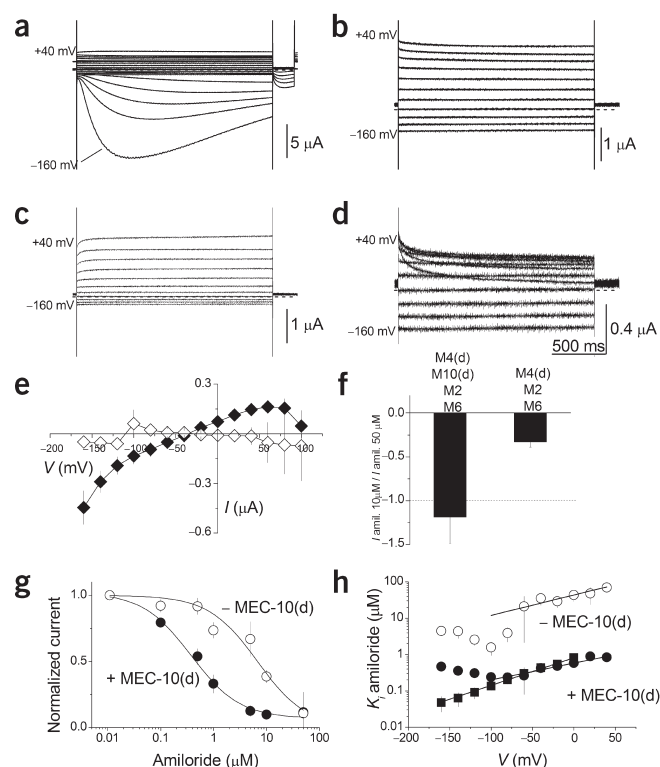 a
+40 mV
−160 mV
5 μA
b
+40 mV
−160 mV
1 μA
c
+40 mV
−160 mV
1 μA
d
+40 mV
−160 mV
0.4 μA
500 ms
e
0.3
−200
−100
50
100
V (mV)
−0.3
−0.6
I (μA)
f
M4(d)
M10(d)
M2
M6
M4(d)
M2
M6
0.0
−0.5
−1.0
−1.5
I amil. 10μM / I amil. 50 μM
g
1.0
0.5
0.0
Normalized current
− MEC-10(d)
+ MEC-10(d)
0.01 0.1 1 10 100
Amiloride (μM)
h
100
10
1
0.1
0.01
Ki amiloride (μM)
− MEC-10(d)
+ MEC-10(d)
−200 −150 −100 −50 0 50
V (mV)